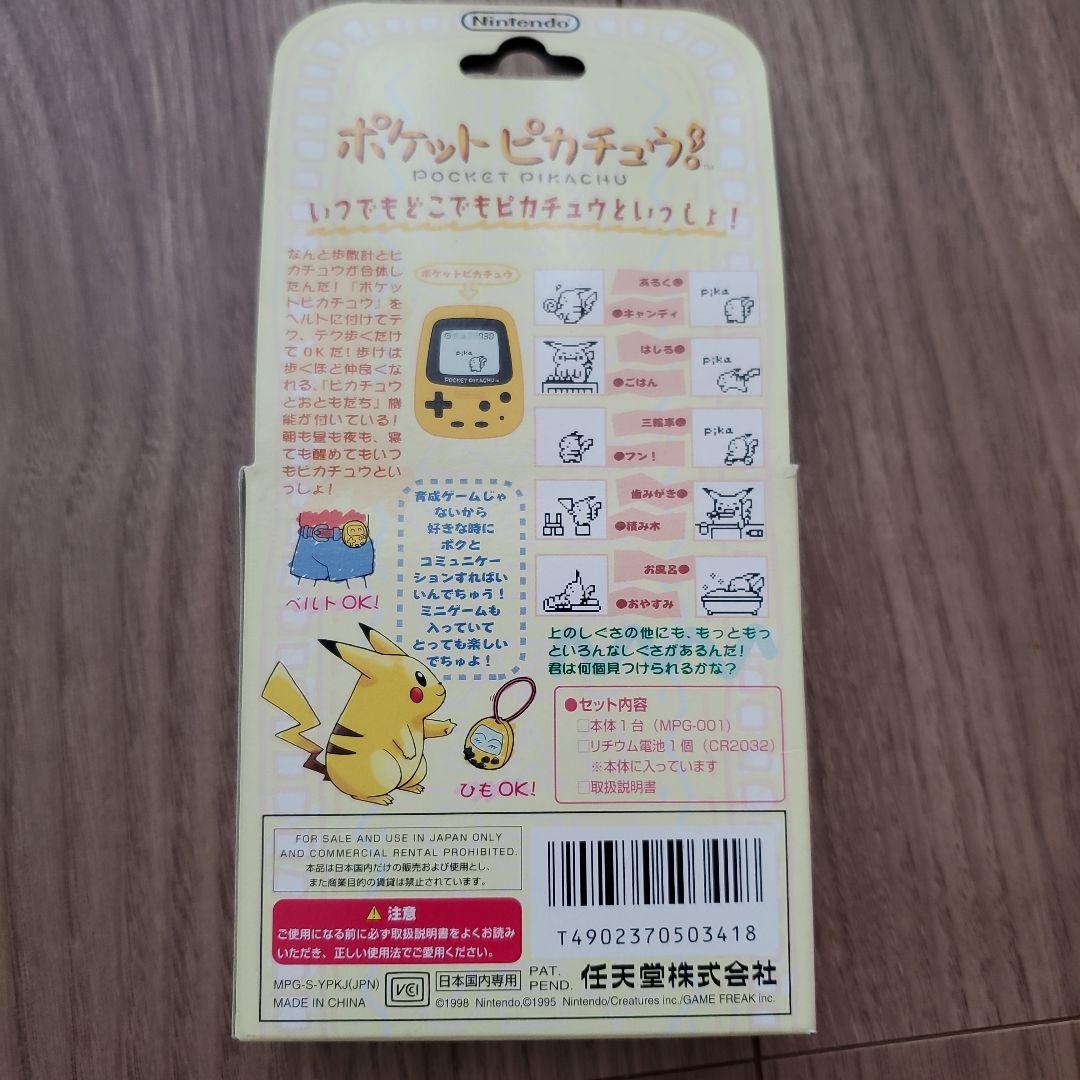 Nintendo
ポケットピカチュウ!
TM
POCKET PIKACHU
いつでもどこでもピカチュウといっしょ!
なんと歩数計とピ
カチュウが合体し
たんだ!「ポケッ
トピカチュウ」を
ベルトに付けてテ
ク、テク歩くだけ
でOKだ!歩けば
歩くほど仲良くな
れる、「ピカチュウ
とおともだち」機
能が付いている!
朝も昼も夜も、寝
ても醒めてもいつ
もピカチュウとい
っしょ!
ポケットピカチュウ
pika
POCKET PIKACHU
あるく●
●キャンディ
pika
はしる●
●ごはん
pika
三輪車●
●フン!
pika
歯みがき●
●積み木
お風呂●
●おやすみ
育成ゲームじゃ
ないから
好きな時に
ボクと
コミュニケー
ションすればい
いんでちゅう!
ミニゲームも
入っていて
とっても楽しい
でちゅよ!
ベルトOK!
上のしぐさの他にも、もっともっ
といろんなしぐさがあるんだ!
君は何個見つけられるかな?
ひもOK!
●セット内容
□本体1台(MPG-001)
□リチウム電池1個(CR2032)
※本体に入っています
□取扱説明書
FOR SALE AND USE IN JAPAN ONLY
AND COMMERCIAL RENTAL PROHIBITED.
本品は日本国内だけの販売および使用とし、
また商業目的の賃貸は禁止されています。
⚠注意
ご使用になる前に必ず取扱説明書をよくお読み
いただき、正しい使用法でご愛用ください。
T4902370503418
MPG-S-YPKJ(JPN)
MADE IN CHINA
VCI
日本国内専用
PAT.
PEND.
任天堂株式会社
©1998 Nintendo,©1995 Nintendo/Creatures inc./GAME FREAK inc.